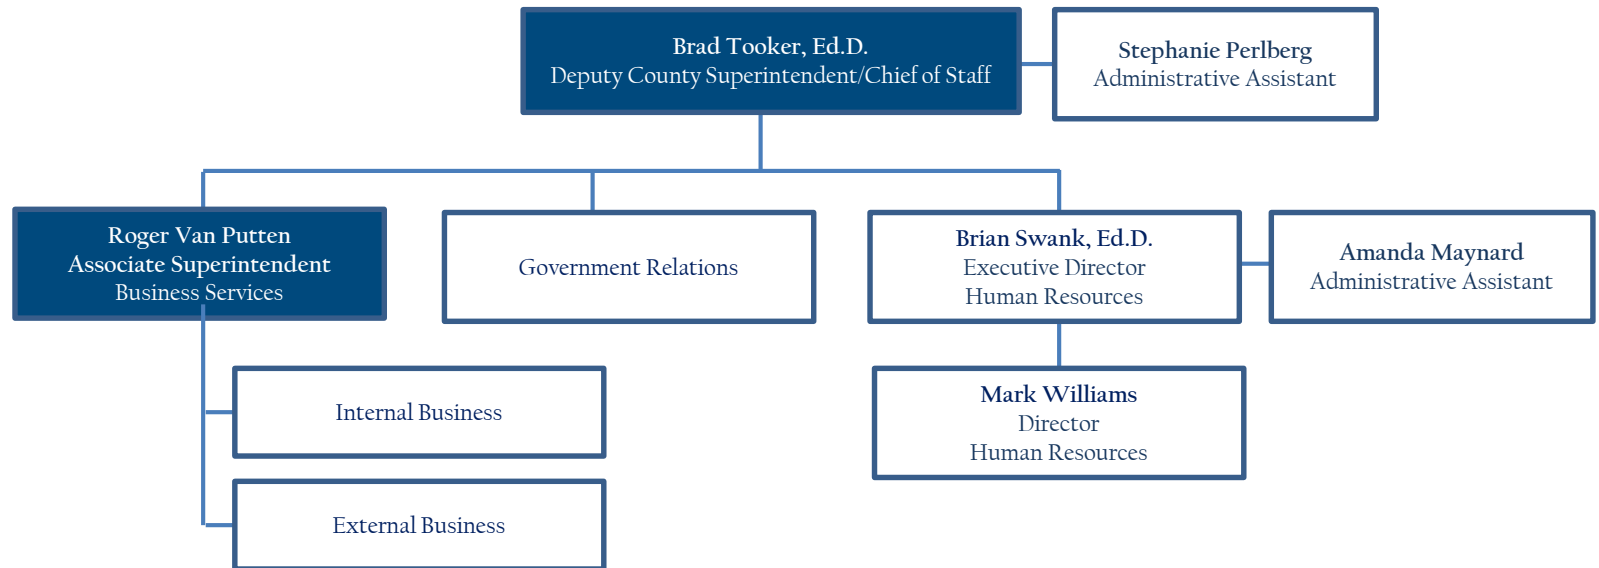 Brad Tooker, Ed.D.
Deputy County Superintendent/Chief of Staff
Stephanie Perlberg
Administrative Assistant
Roger Van Putten
Associate Superintendent
Business Services
Government Relations
Brian Swank, Ed.D.
Executive Director
Human Resources
Amanda Maynard
Administrative Assistant
Internal Business
Mark Williams
Director
Human Resources
External Business